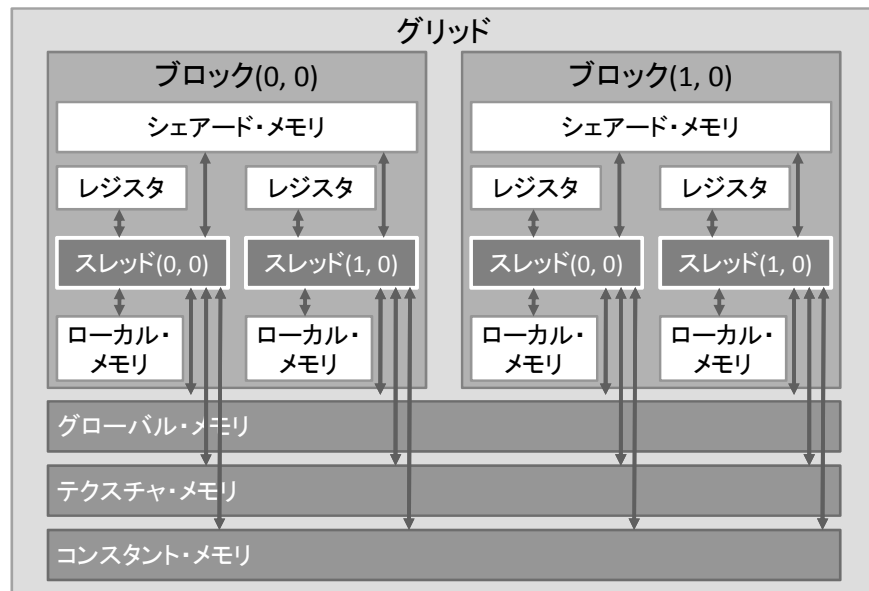 グリッド
ブロック(0, 0)
シェアード・メモリ
レジスタ
レジスタ
スレッド(0, 0)
スレッド(1, 0)
ローカル・
メモリ
ローカル・
メモリ
ブロック(1, 0)
シェアード・メモリ
レジスタ
レジスタ
スレッド(0, 0)
スレッド(1, 0)
ローカル・
メモリ
ローカル・
メモリ
グローバル・メモリ
テクスチャ・メモリ
コンスタント・メモリ